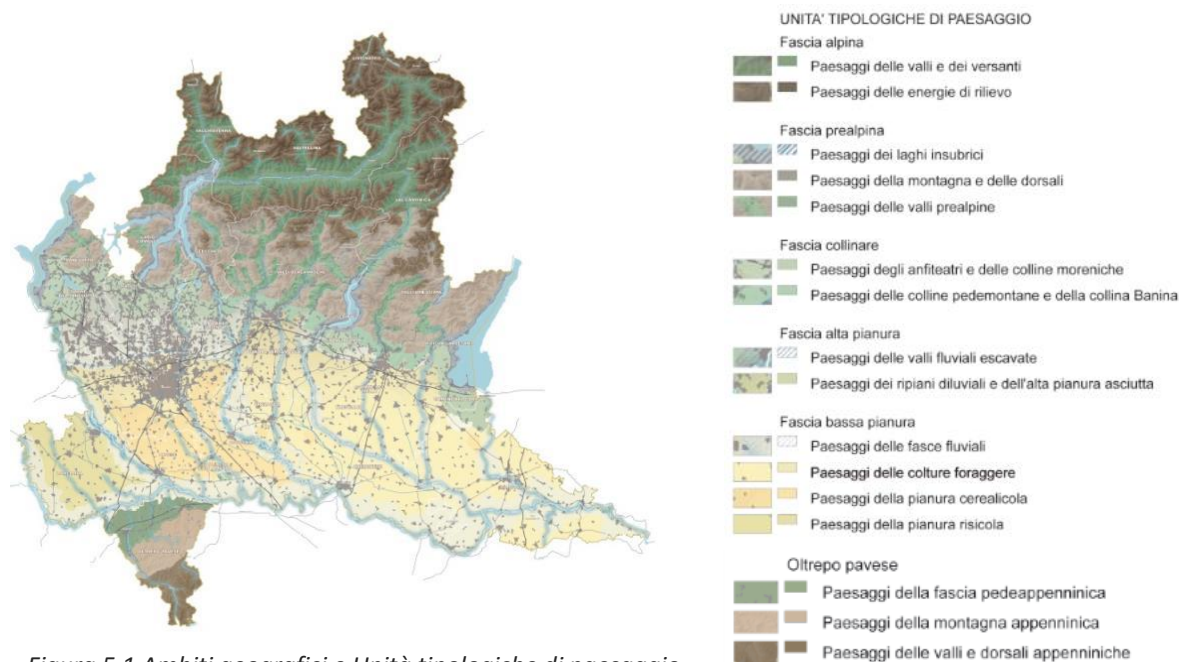 UNITA' TIPOLOGICHE DI PAESAGGIO
Fascia alpina
Paesaggi delle valli e dei versanti
Paesaggi delle energie di rilievo
Fascia prealpina
Paesaggi dei laghi insubrici
Paesaggi della montagna e delle dorsali
Paesaggi delle valli prealpine
Fascia collinare
Paesaggi degli anfiteatri e delle colline moreniche
Paesaggi delle colline pedemontane e della collina Banina
Fascia alta pianura
Paesaggi delle valli fluviali escavate
Paesaggi dei ripiani diluviali e dell'alta pianura asciutta
Fascia bassa pianura
Paesaggi delle fasce fluviali
Paesaggi delle colture foraggere
Paesaggi della pianura cerealicola
Paesaggi della pianura risicola
Oltrepo pavese
Paesaggi della fascia pedeappenninica
Paesaggi della montagna appenninica
Paesaggi delle valli e dorsali appenniniche
Figura 5.1 Ambiti geografici e Unità tipologiche di paesaggio